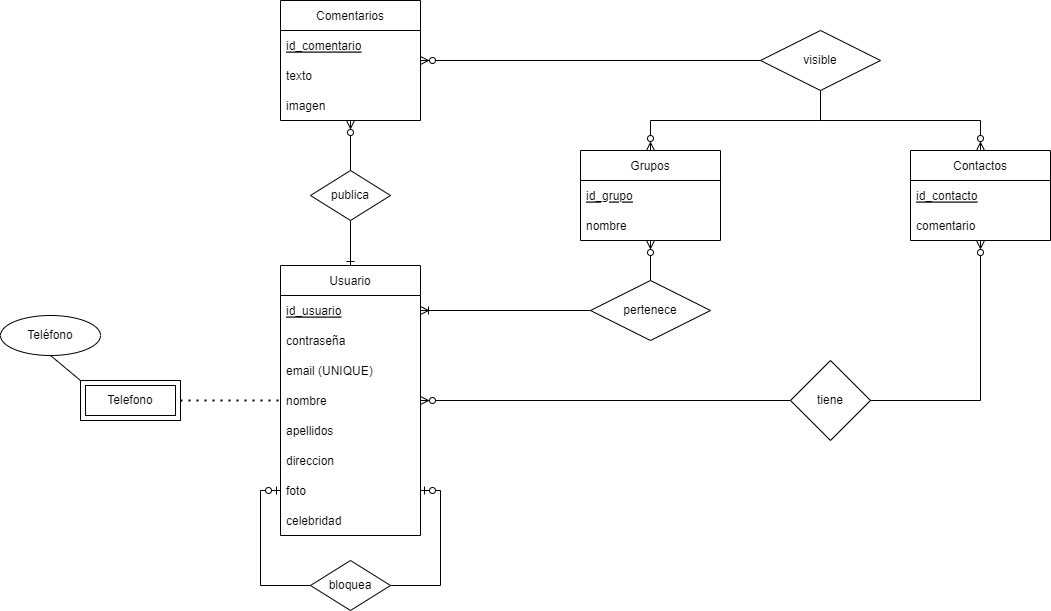 Comentarios
id_comentario
texto
imagen
visible
publica
Grupos
id_grupo
nombre
Contactos
id_contacto
comentario
Usuario
id_usuario
contraseña
email (UNIQUE)
nombre
apellidos
direccion
foto
celebridad
pertenece
Teléfono
Telefono
tiene
bloquea